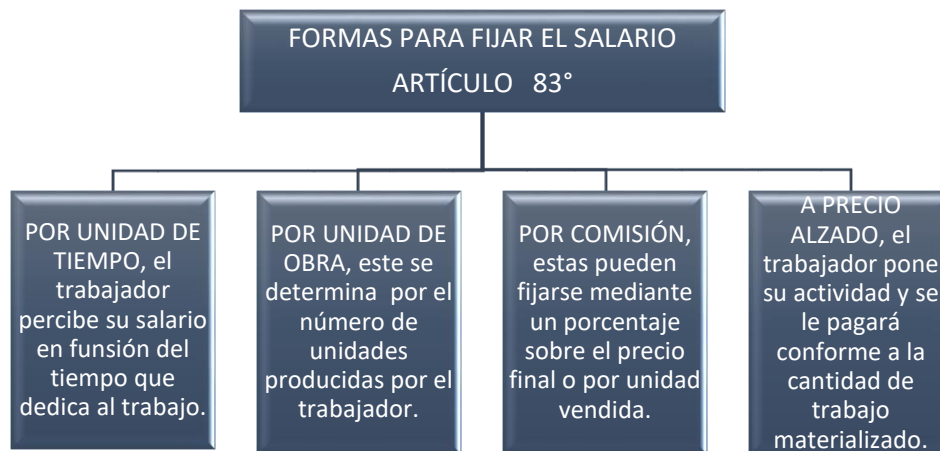 FORMAS PARA FIJAR EL SALARIO
ARTÍCULO 83°
POR UNIDAD DE
TIEMPO, el
trabajador
percibe su salario
en funsión del
tiempo que
dedica al trabajo.
POR UNIDAD DE
OBRA, este se
determina por el
número de
unidades
producidas por el
trabajador.
POR COMISIÓN,
estas pueden
fijarse mediante
un porcentaje
sobre el precio
final o por unidad
vendida.
A PRECIO
ALZADO, el
trabajador pone
su actividad y se
le pagará
conforme a la
cantidad de
trabajo
materializado.